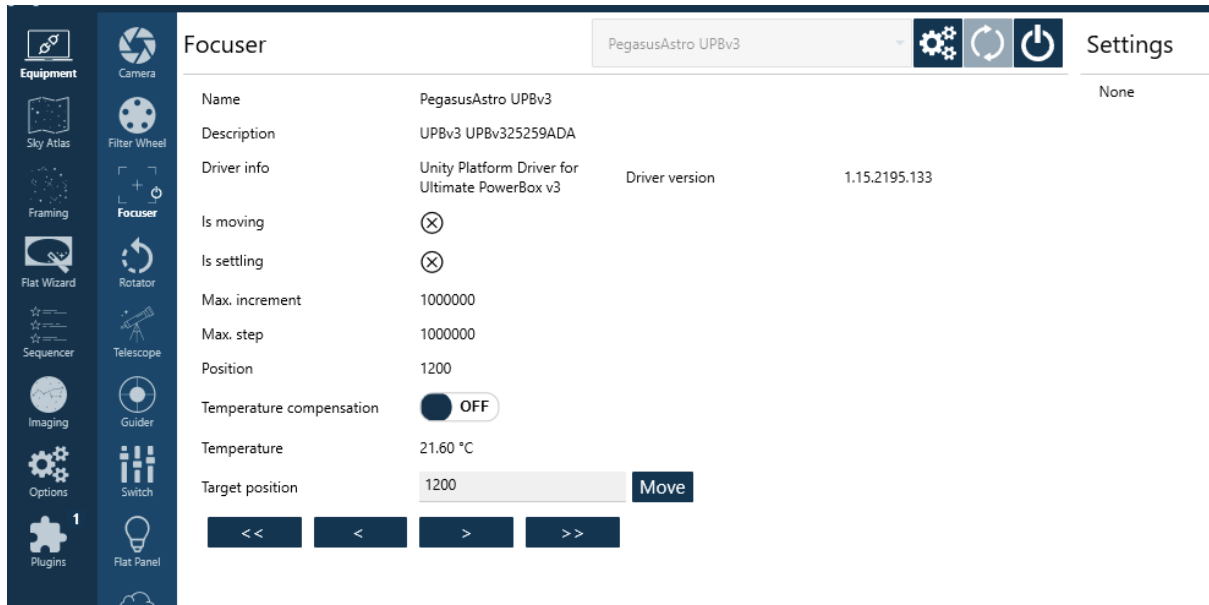 Equipment
Sky Atlas
Framing
Flat Wizard
Sequencer
Imaging
Options
1
Plugins
Camera
Filter Wheel
Focuser
Rotator
Telescope
Guider
Switch
Flat Panel
Focuser
PegasusAstro UPBv3
Name PegasusAstro UPBv3
Description UPBv3 UPBv325259ADA
Driver info Unity Platform Driver for
Ultimate PowerBox v3
Driver version 1.15.2195.133
Is moving
Is settling
Max. increment 1000000
Max. step 1000000
Position 1200
Temperature compensation OFF
Temperature 21.60 °C
Target position 1200 Move
<< < > >>
Settings
None